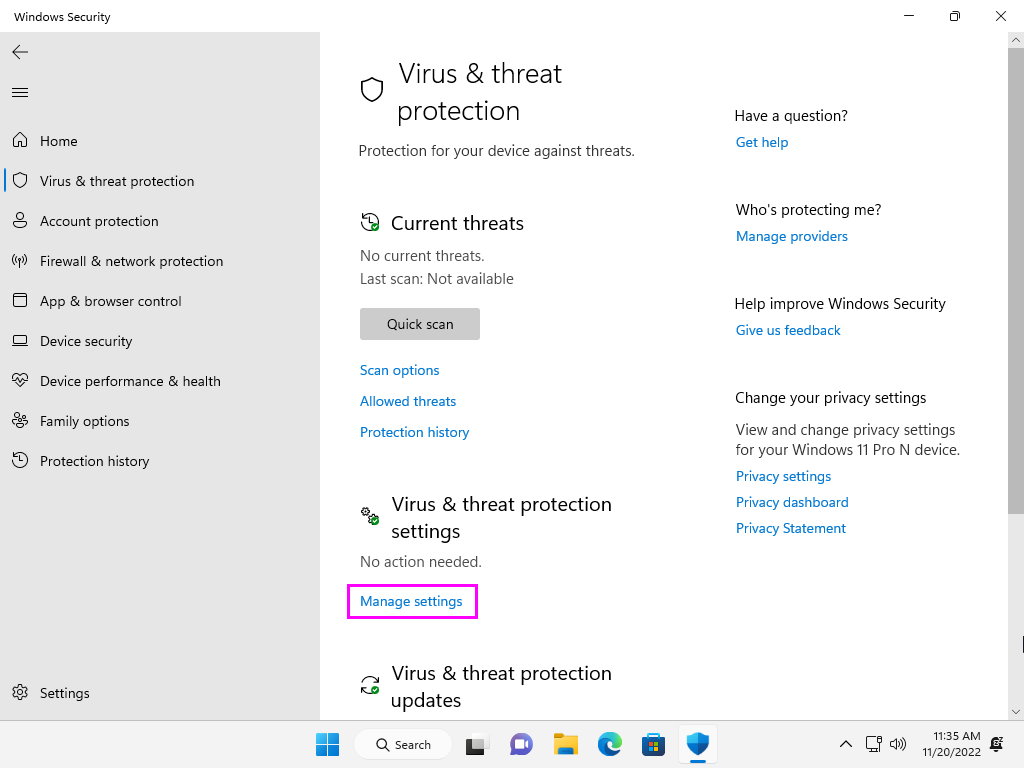 Windows Security
Home
Virus & threat protection
Account protection
Firewall & network protection
App & browser control
Device security
Device performance & health
Family options
Protection history
Settings
Virus & threat
protection
Protection for your device against threats.
Current threats
No current threats.
Last scan: Not available
Quick scan
Scan options
Allowed threats
Protection history
Virus & threat protection
settings
No action needed.
Manage settings
Virus & threat protection
updates
Have a question?
Get help
Who's protecting me?
Manage providers
Help improve Windows Security
Give us feedback
Change your privacy settings
View and change privacy settings
for your Windows 11 Pro N device.
Privacy settings
Privacy dashboard
Privacy Statement
Search
11:35 AM
11/20/2022